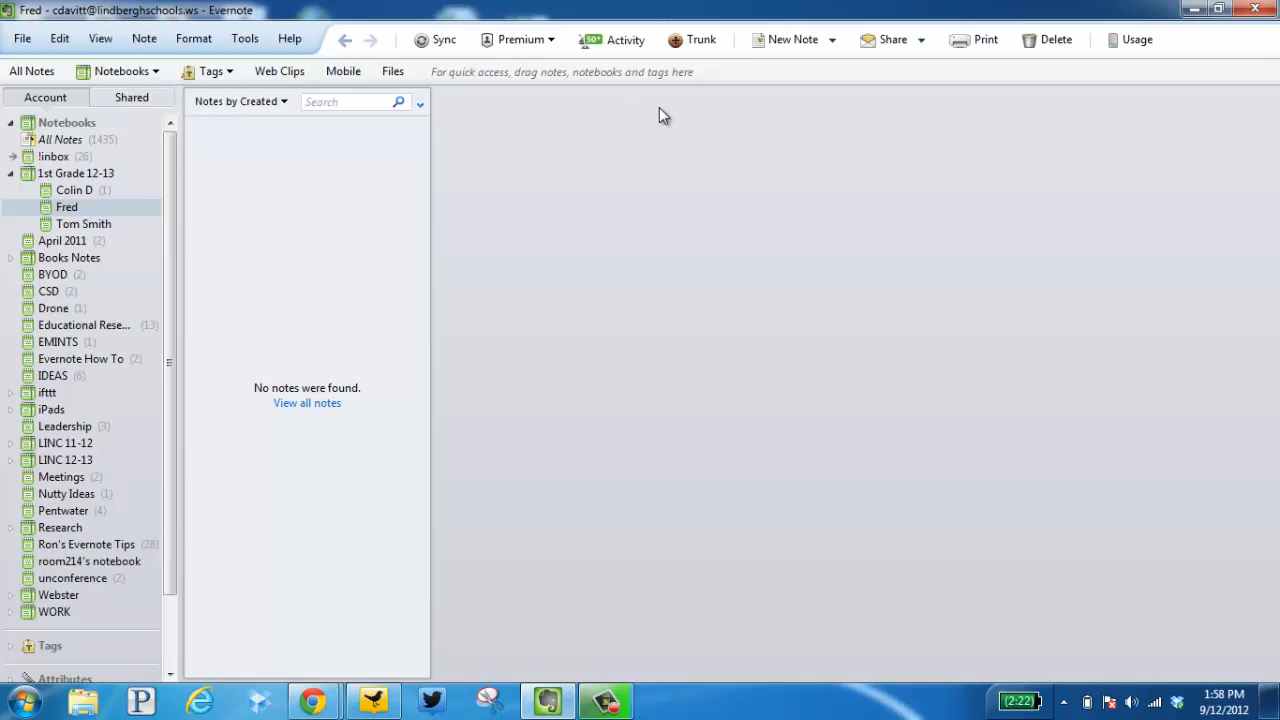 Fred - cdavitt@lindberghschools.ws - Evernote
File Edit View Note Format Tools Help
Sync Premium 50+ Activity Trunk New Note Share Print Delete Usage
All Notes Notebooks Tags Web Clips Mobile Files For quick access, drag notes, notebooks and tags here
Account Shared
Notes by Created Search
Notebooks
All Notes (1435)
!inbox (26)
1st Grade 12-13
Colin D (1)
Fred
Tom Smith
April 2011 (2)
Books Notes
BYOD (2)
CSD (2)
Drone (1)
Educational Rese... (13)
EMINTS (1)
Evernote How To (2)
IDEAS (6)
ifttt
iPads
Leadership (3)
LINC 11-12
LINC 12-13
Meetings (2)
Nutty Ideas (1)
Pentwater (4)
Research
Ron's Evernote Tips (28)
room214's notebook
unconference (2)
Webster
WORK
Tags
Attributes
No notes were found.
View all notes
(2:22)
1:58 PM
9/12/2012